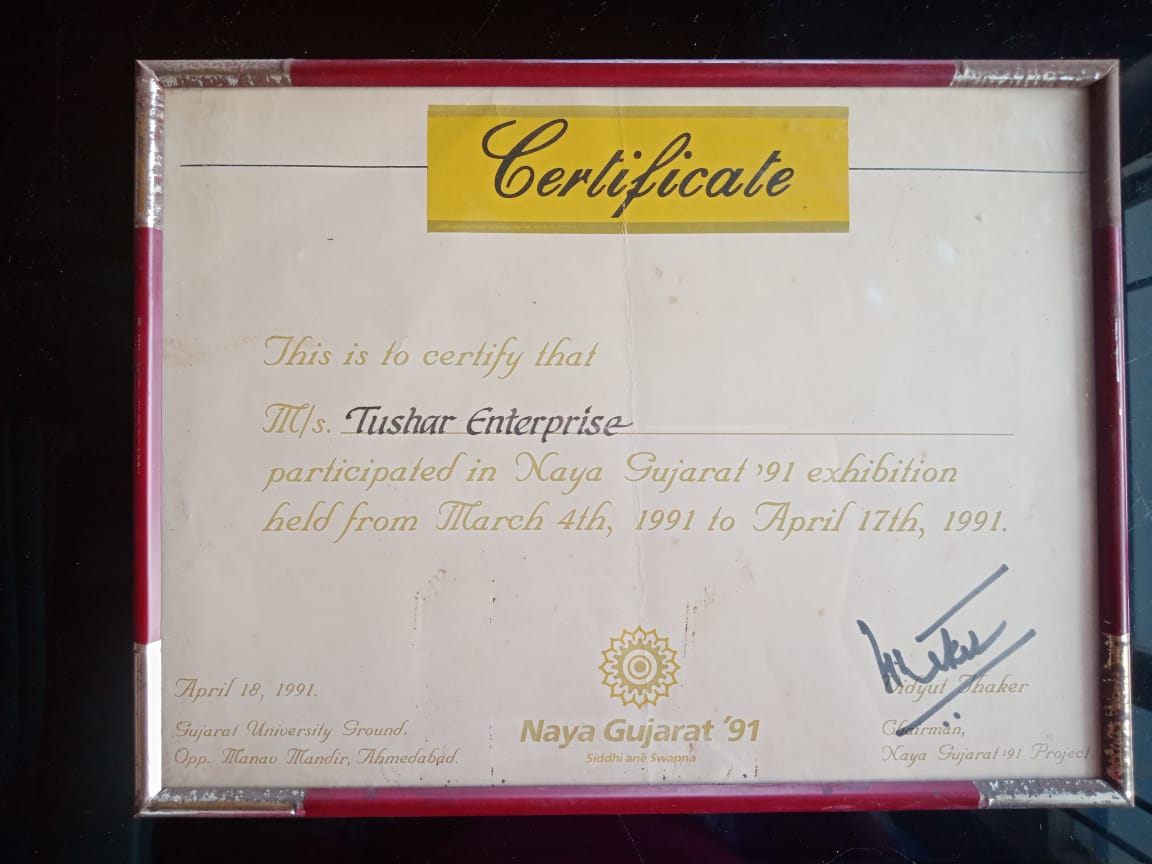 Certificate
This is to certify that
M/s. Tushar Enterprise
participated in Naya Gujarat '91 exhibition
held from March 4th, 1991 to April 17th, 1991.
April 18, 1991.
Gujarat University Ground.
Opp. Manav Mandir, Ahmedabad.
Naya Gujarat '91
Siddhi ane Swapna
Vidyut Thaker
Chairman,
Naya Gujarat '91 Project